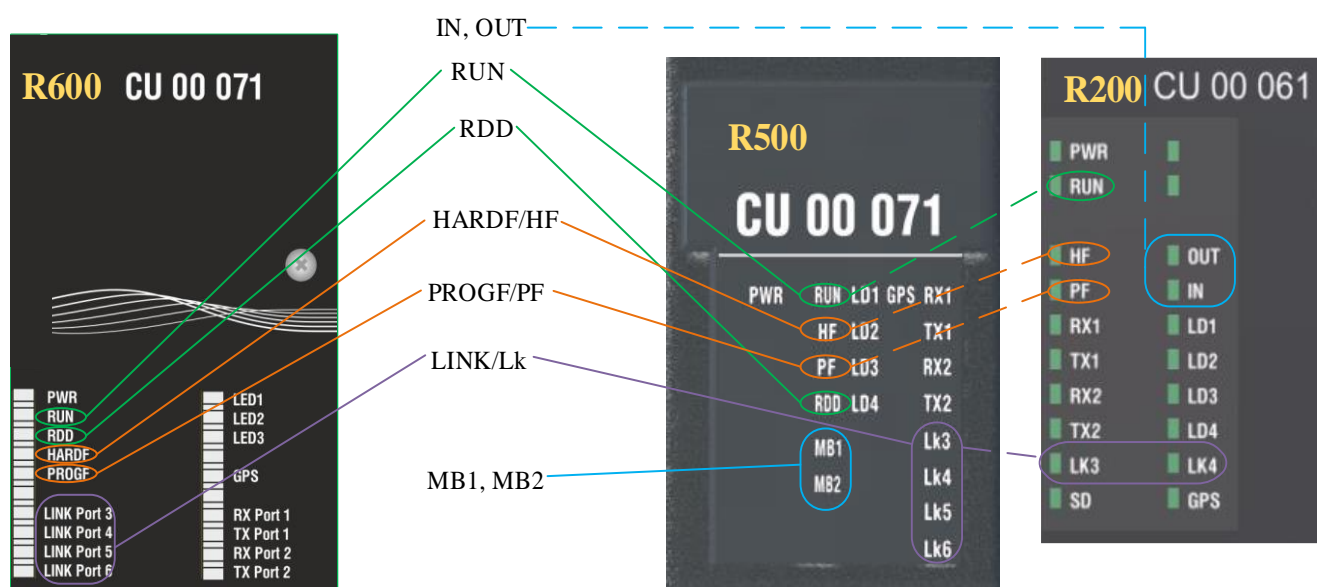 IN, OUT
RUN
RDD
HARDF/HF
PROGF/PF
LINK/Lk
MB1, MB2
R600 CU 00 071
PWR
RUN
RDD
HARDF
PROGF
LINK Port 3
LINK Port 4
LINK Port 5
LINK Port 6
LED1
LED2
LED3
GPS
RX Port 1
TX Port 1
RX Port 2
TX Port 2
R500
CU 00 071
PWR RUN LD1 GPS RX1
HF LD2 TX1
PF LD3 RX2
RDD LD4 TX2
MB1 Lk3
MB2 Lk4
Lk5
Lk6
R200 CU 00 061
PWR
RUN
HF OUT
PF IN
RX1 LD1
TX1 LD2
RX2 LD3
TX2 LD4
LK3 LK4
SD GPS